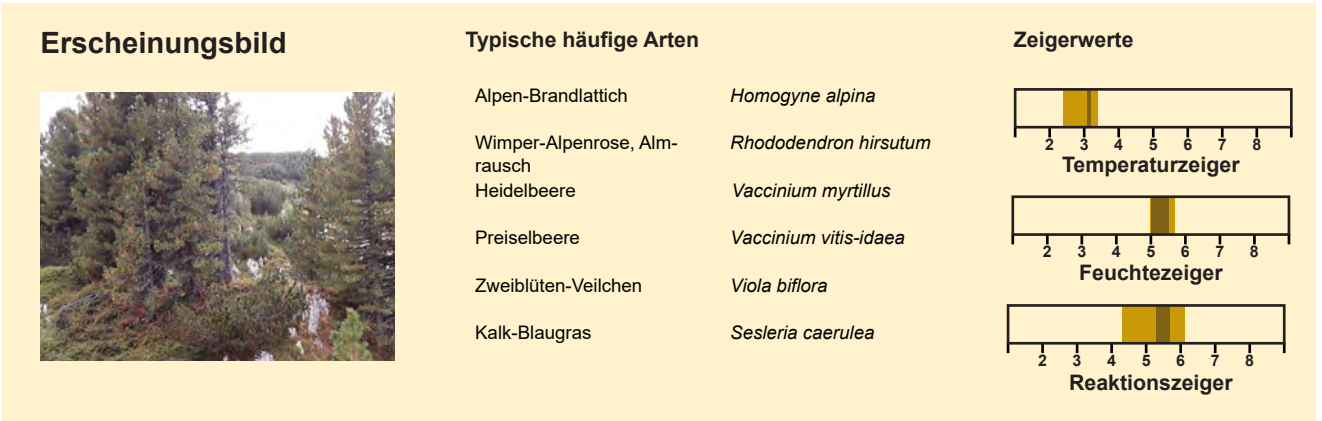 Erscheinungsbild
Typische häufige Arten
Alpen-Brandlattich Homogyne alpina
Wimper-Alpenrose, Alm- Rhododendron hirsutum
rausch
Heidelbeere Vaccinium myrtillus
Preiselbeere Vaccinium vitis-idaea
Zweiblüten-Veilchen Viola biflora
Kalk-Blaugras Sesleria caerulea
Zeigerwerte
2 3 4 5 6 7 8
Temperaturzeiger
2 3 4 5 6 7 8
Feuchtezeiger
2 3 4 5 6 7 8
Reaktionszeiger